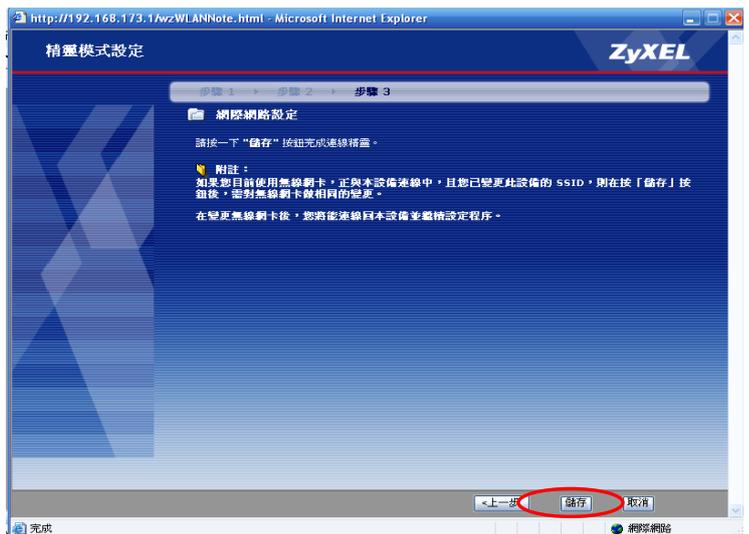 http://192.168.173.1/wzWLANNote.html - Microsoft Internet Explorer
精靈模式設定
ZyXEL
步驟 1 步驟 2 步驟 3
網際網路設定
請按一下 "儲存" 按鈕完成連線精靈。
附註：
如果您目前使用無線網卡，正與本設備連線中，且您已變更此設備的 SSID，則在按「儲存」按
鈕後，需對無線網卡做相同的變更。
在變更無線網卡後，您將能連線回本設備並繼續設定程序。
<上一步 儲存 取消
完成 網際網路